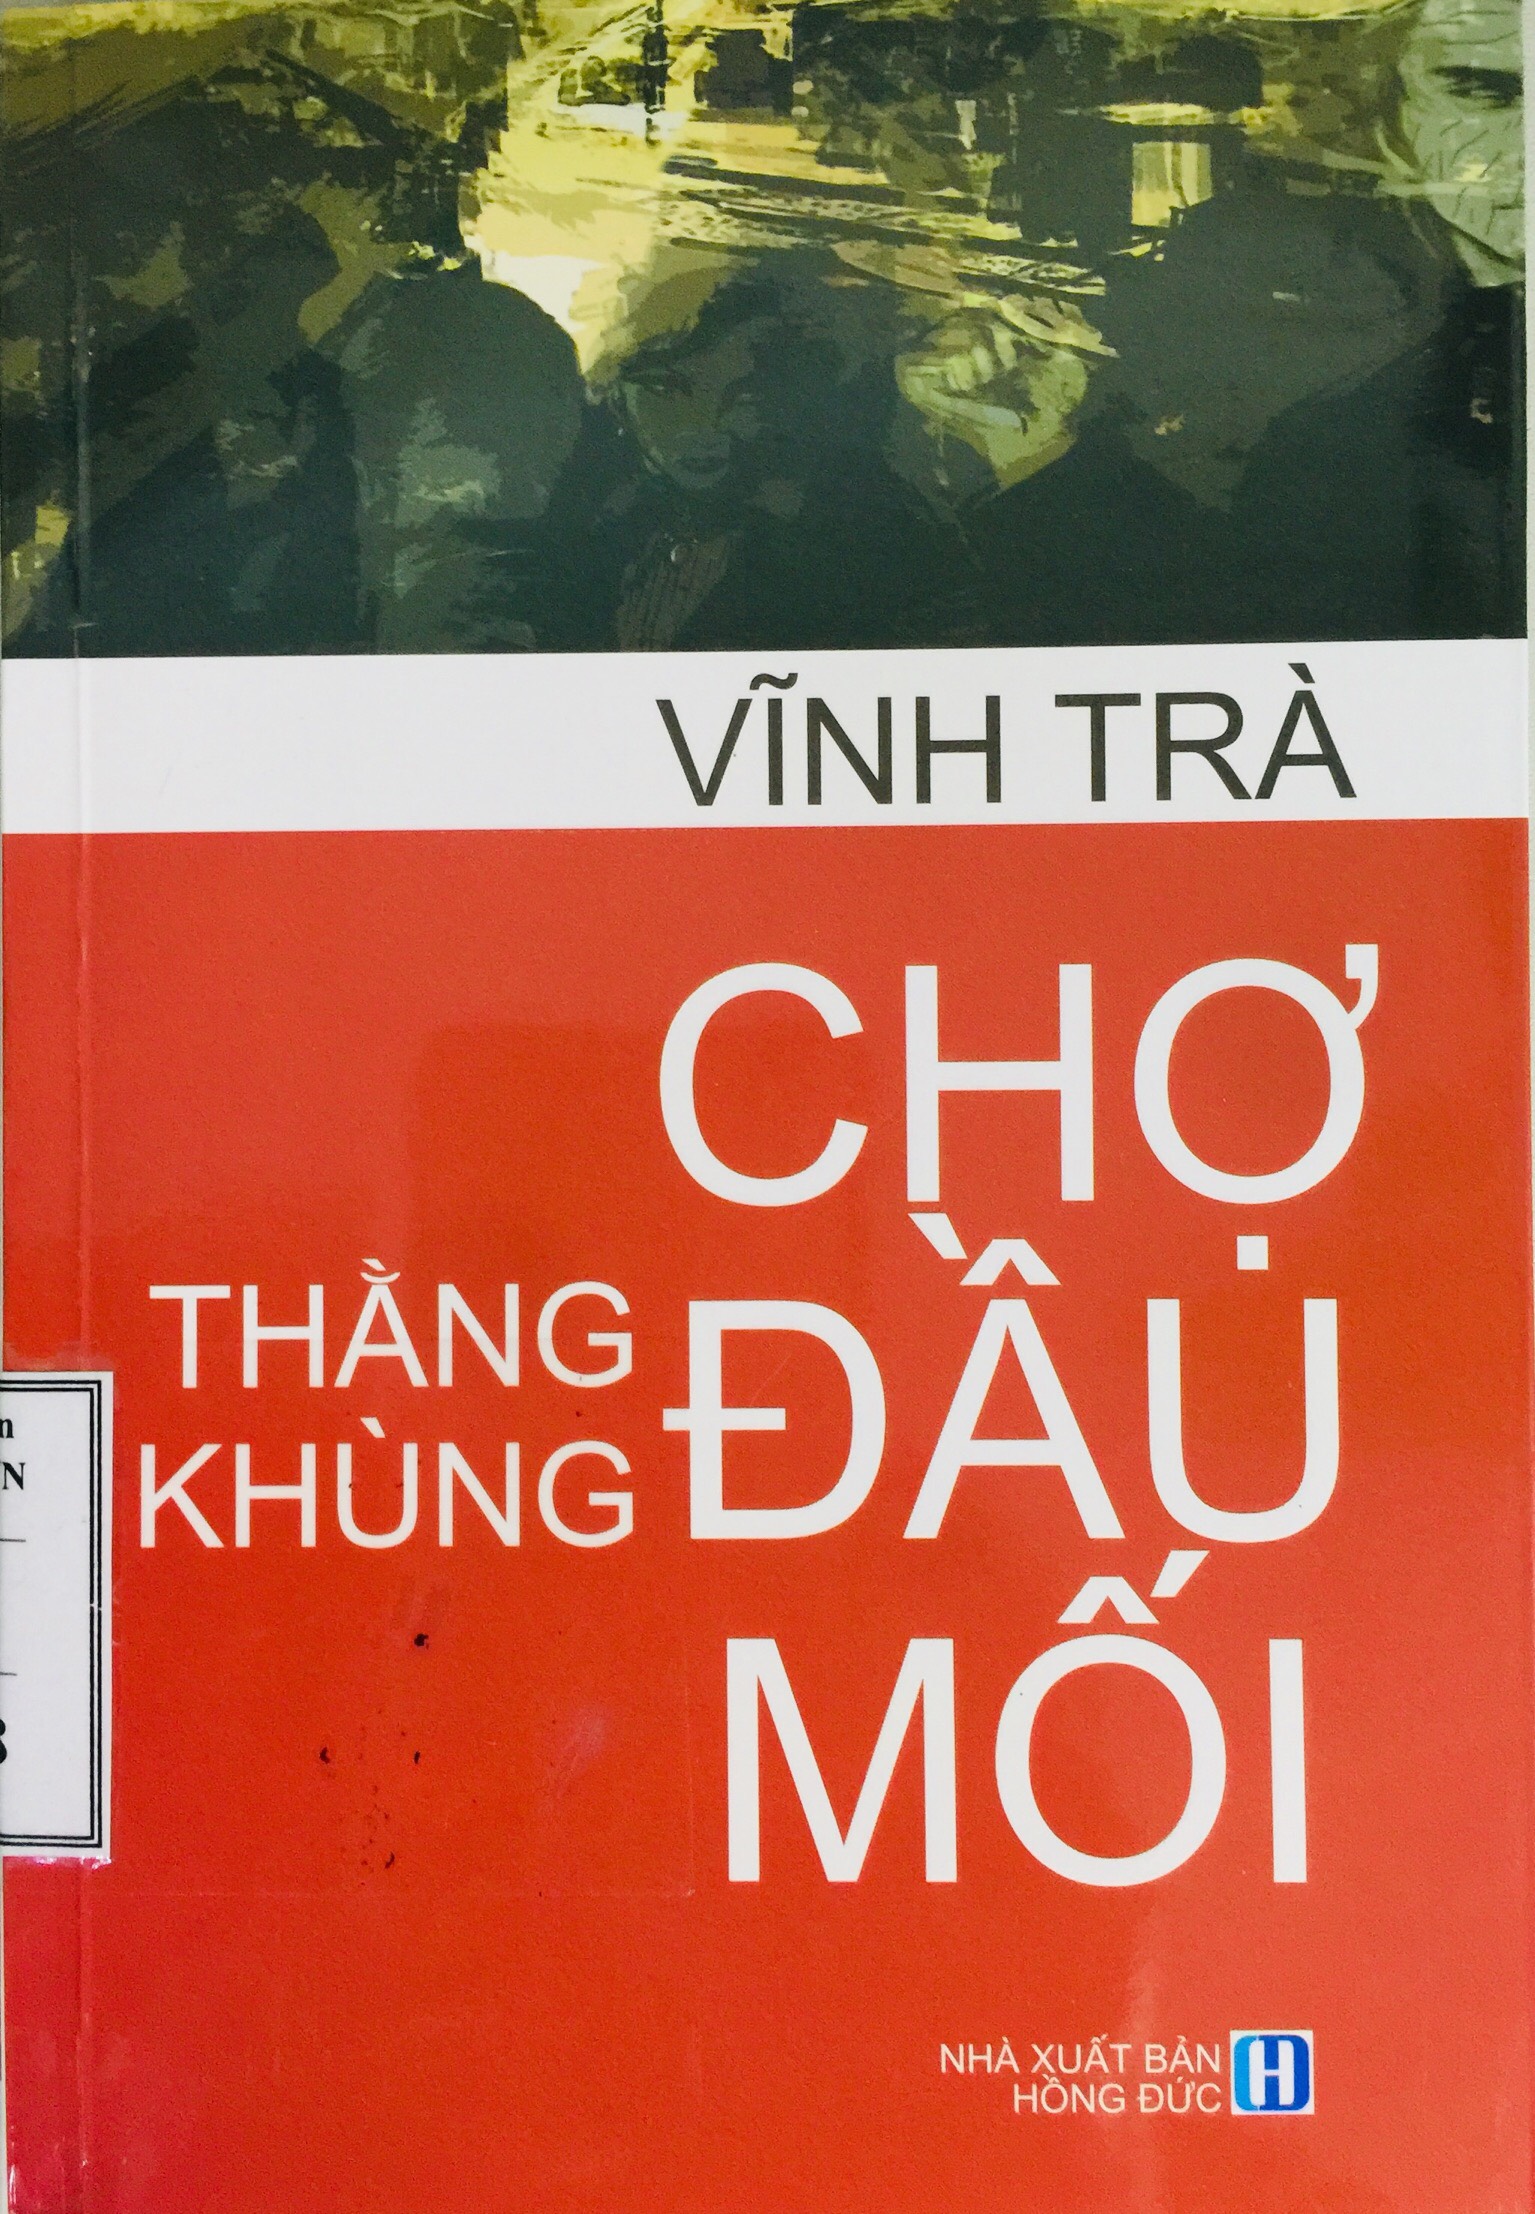 VĨNH TRÀ
CHỢ
THẰNG ĐẦU
KHÙNG
MỐI
NHÀ XUẤT BẢN
HỒNG ĐỨC
n
N